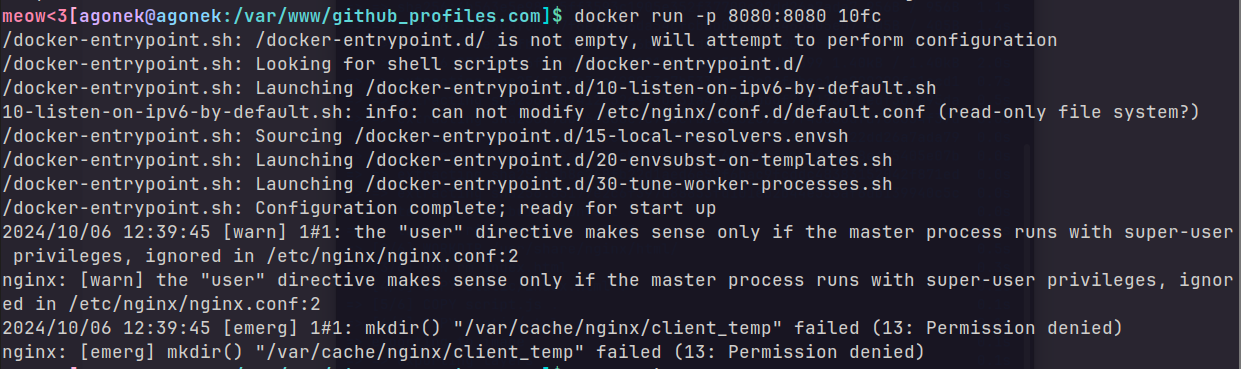 meow<3[agonek@agonek:/var/www/github_profiles.com]$ docker run -p 8080:8080 10fc
/docker-entrypoint.sh: /docker-entrypoint.d/ is not empty, will attempt to perform configuration
/docker-entrypoint.sh: Looking for shell scripts in /docker-entrypoint.d/
/docker-entrypoint.sh: Launching /docker-entrypoint.d/10-listen-on-ipv6-by-default.sh
10-listen-on-ipv6-by-default.sh: info: can not modify /etc/nginx/conf.d/default.conf (read-only file system?)
/docker-entrypoint.sh: Sourcing /docker-entrypoint.d/15-local-resolvers.envsh
/docker-entrypoint.sh: Launching /docker-entrypoint.d/20-envsubst-on-templates.sh
/docker-entrypoint.sh: Launching /docker-entrypoint.d/30-tune-worker-processes.sh
/docker-entrypoint.sh: Configuration complete; ready for start up
2024/10/06 12:39:45 [warn] 1#1: the "user" directive makes sense only if the master process runs with super-user
 privileges, ignored in /etc/nginx/nginx.conf:2
nginx: [warn] the "user" directive makes sense only if the master process runs with super-user privileges, ignor
ed in /etc/nginx/nginx.conf:2
2024/10/06 12:39:45 [emerg] 1#1: mkdir() "/var/cache/nginx/client_temp" failed (13: Permission denied)
nginx: [emerg] mkdir() "/var/cache/nginx/client_temp" failed (13: Permission denied)